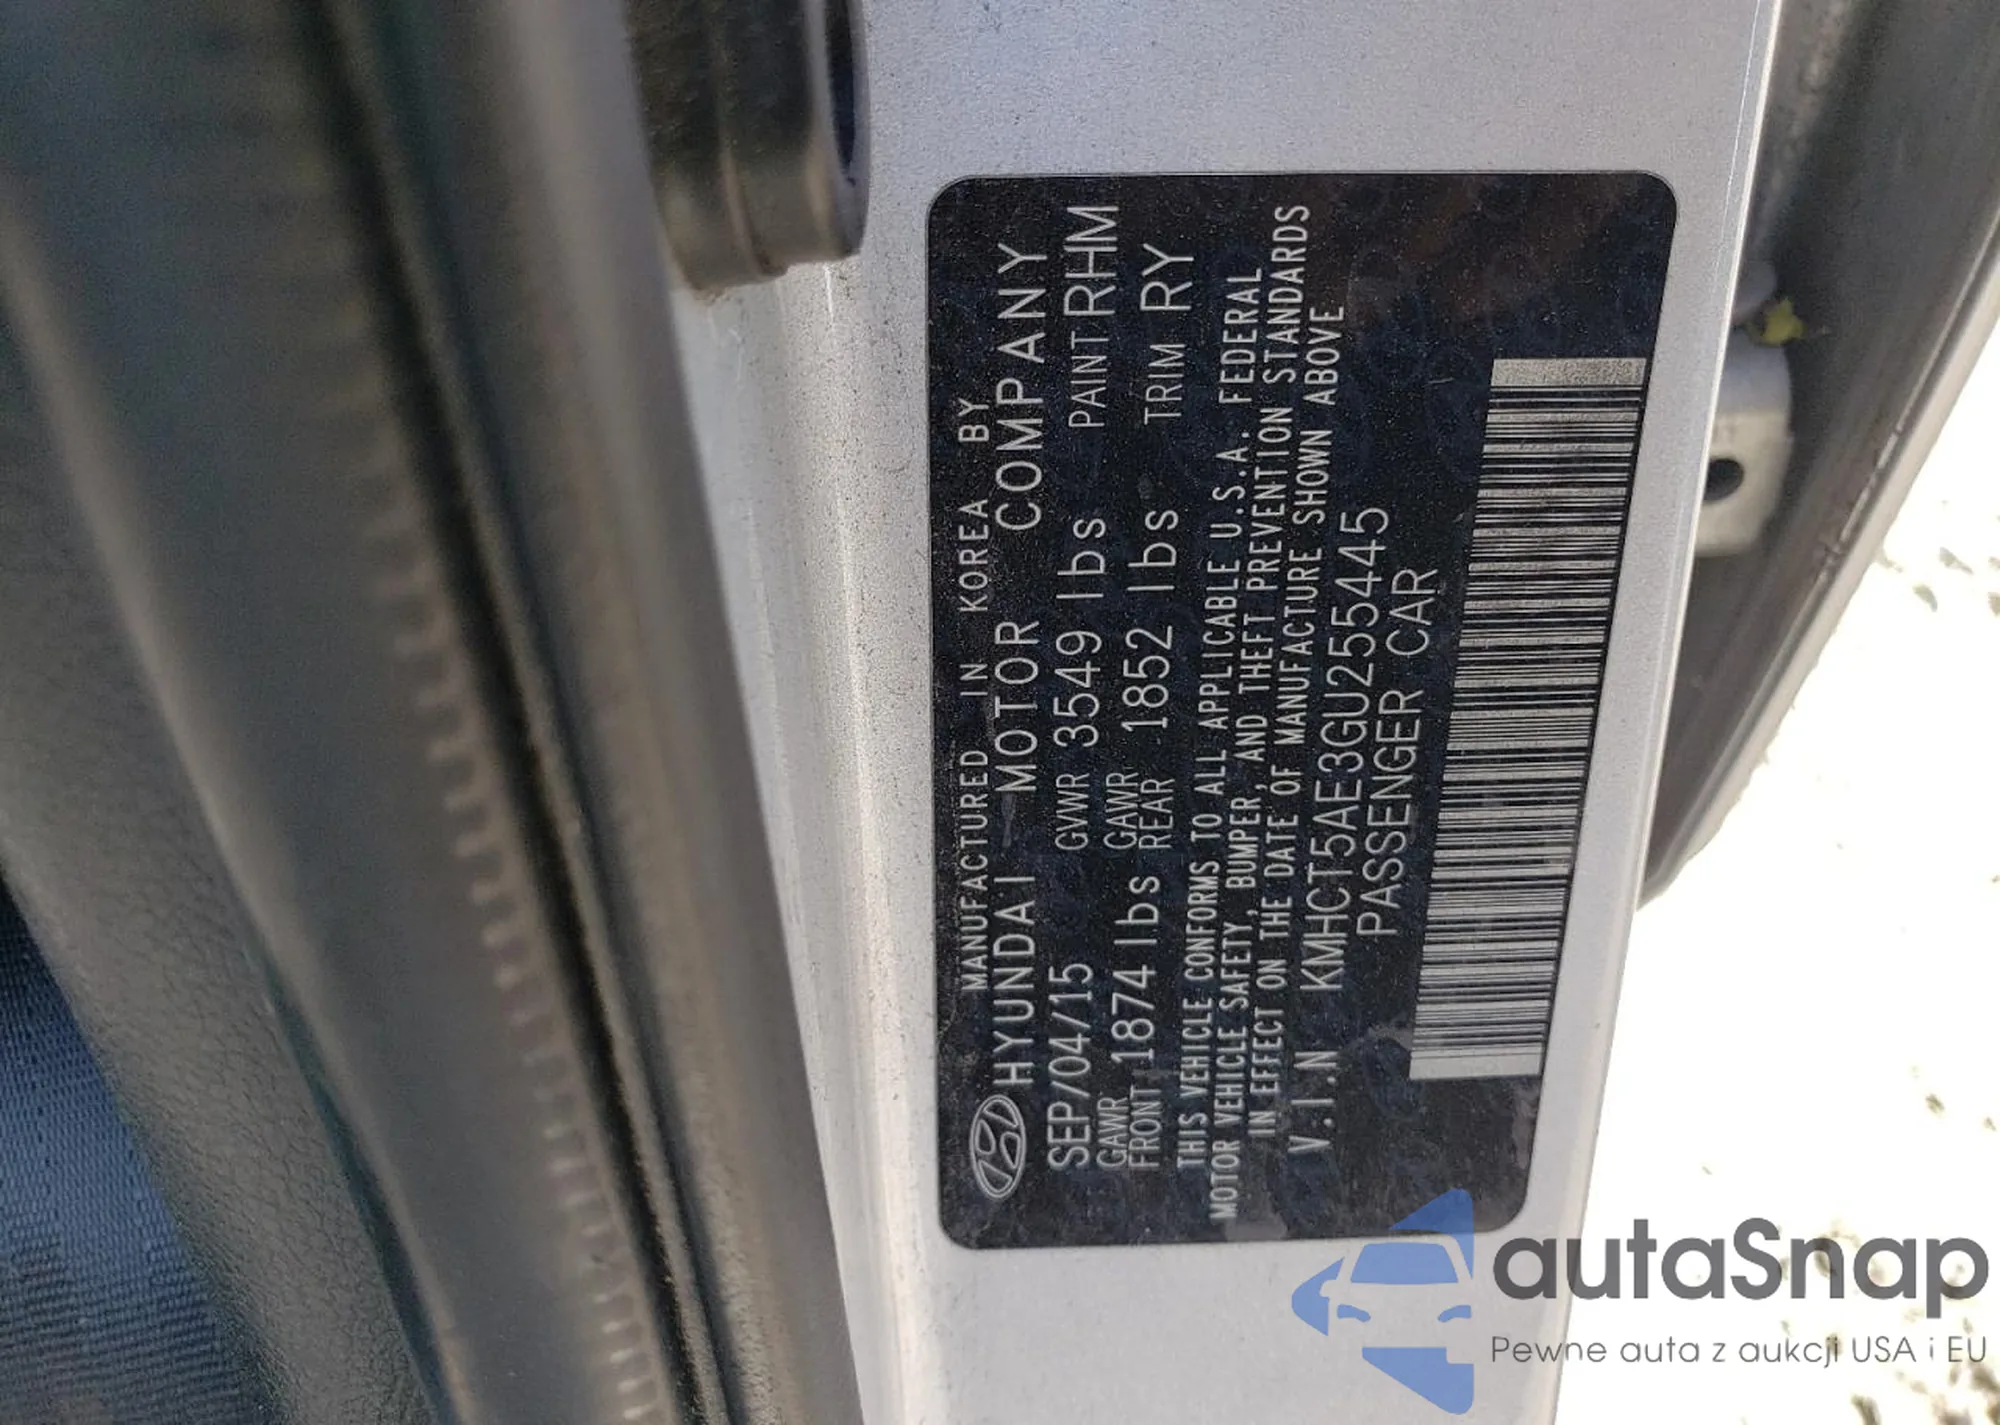 MANUFACTURED IN KOREA BY
HYUNDAI MOTOR COMPANY
SEP/04/15 GVWR 3549 lbs PAINT RHM
GAWR FRONT 1874 lbs GAWR REAR 1852 lbs TRIM RY
THIS VEHICLE CONFORMS TO ALL APPLICABLE U.S.A. FEDERAL
MOTOR VEHICLE SAFETY, BUMPER, AND THEFT PREVENTION STANDARDS
IN EFFECT ON THE DATE OF MANUFACTURE SHOWN ABOVE
V.I.N KMHCT5AE3GU255445
PASSENGER CAR
autaSnap
Pewne auta z aukcji USA i EU